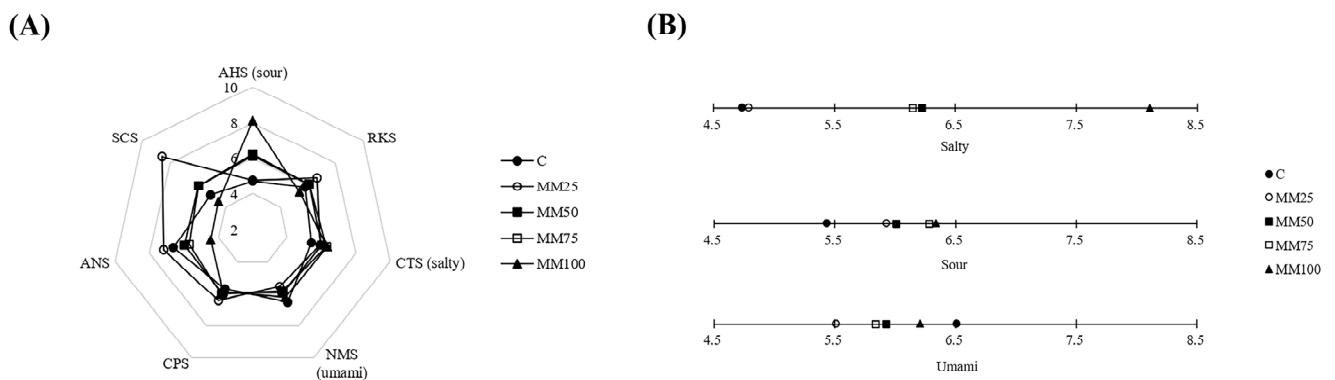 (A)
AHS (sour)
10
8
6
4
2
RKS
CTS (salty)
NMS
(umami)
CPS
ANS
SCS
C
MM25
MM50
MM75
MM100
(B)
4.5 5.5 6.5 7.5 8.5
Salty
4.5 5.5 6.5 7.5 8.5
Sour
4.5 5.5 6.5 7.5 8.5
Umami
C
MM25
MM50
MM75
MM100